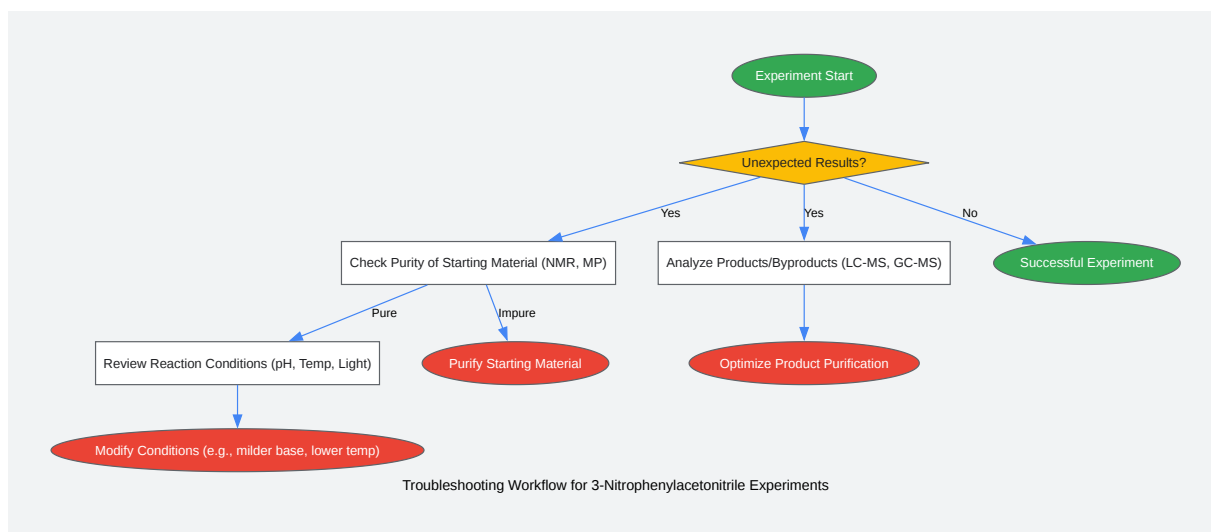 Experiment Start
Unexpected Results?
Yes
Yes
No
Check Purity of Starting Material (NMR, MP)
Analyze Products/Byproducts (LC-MS, GC-MS)
Successful Experiment
Pure
Impure
Review Reaction Conditions (pH, Temp, Light)
Purify Starting Material
Optimize Product Purification
Modify Conditions (e.g., milder base, lower temp)
Troubleshooting Workflow for 3-Nitrophenylacetonitrile Experiments